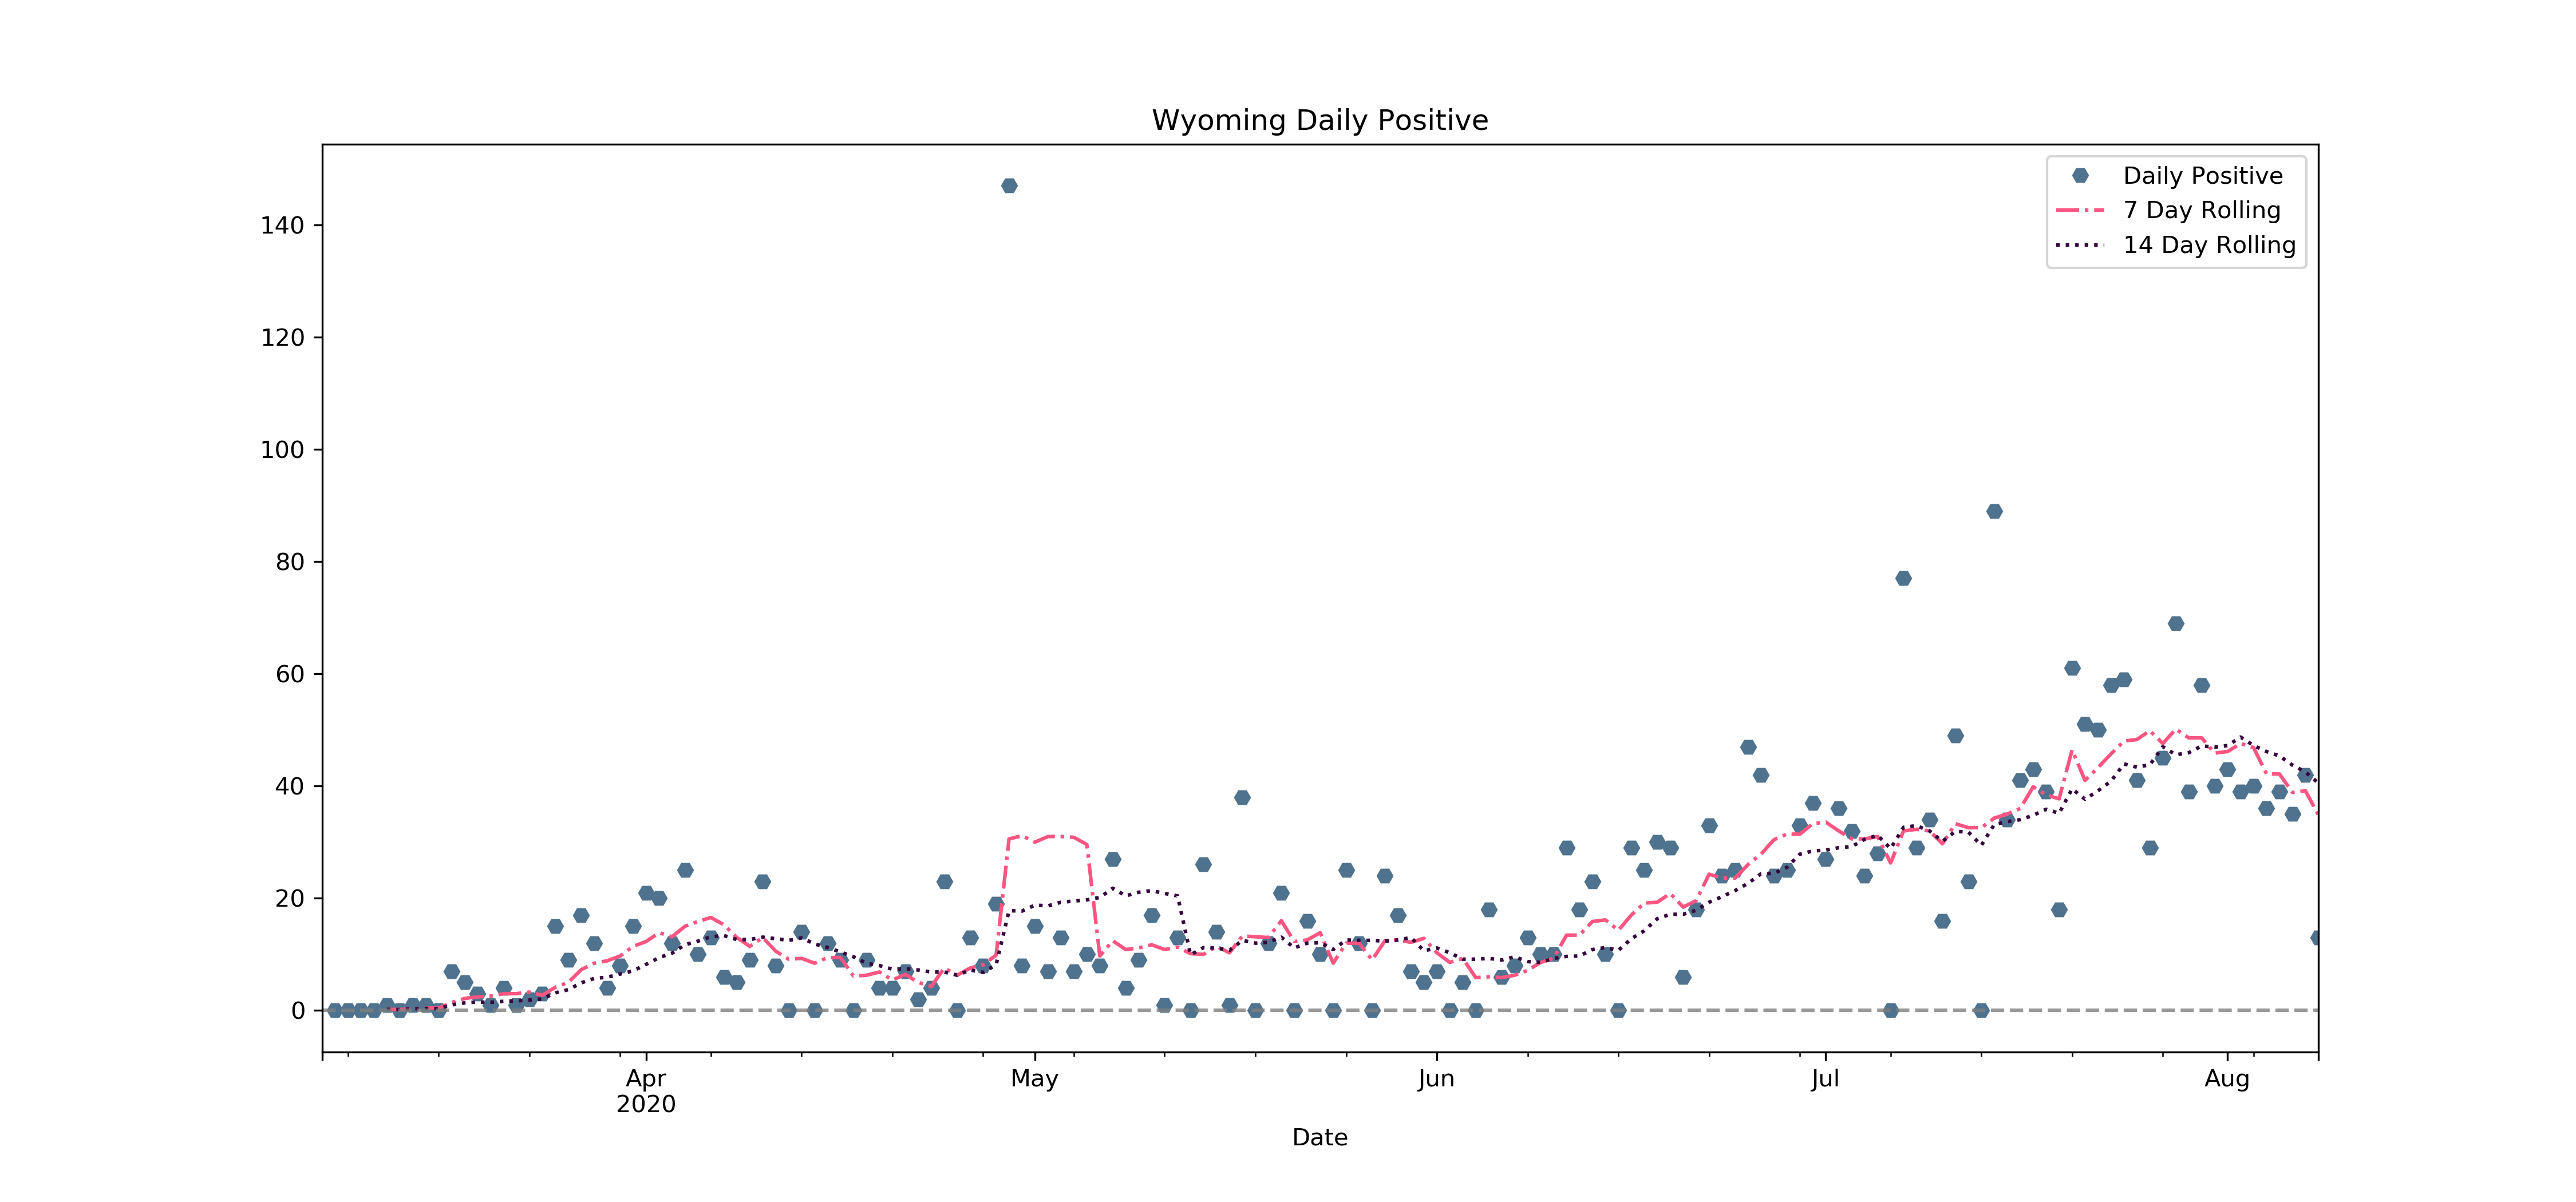 Wyoming Daily Positive
Daily Positive
7 Day Rolling
14 Day Rolling
140
120
100
80
60
40
20
0
Apr
2020
May
Jun
Jul
Aug
Date